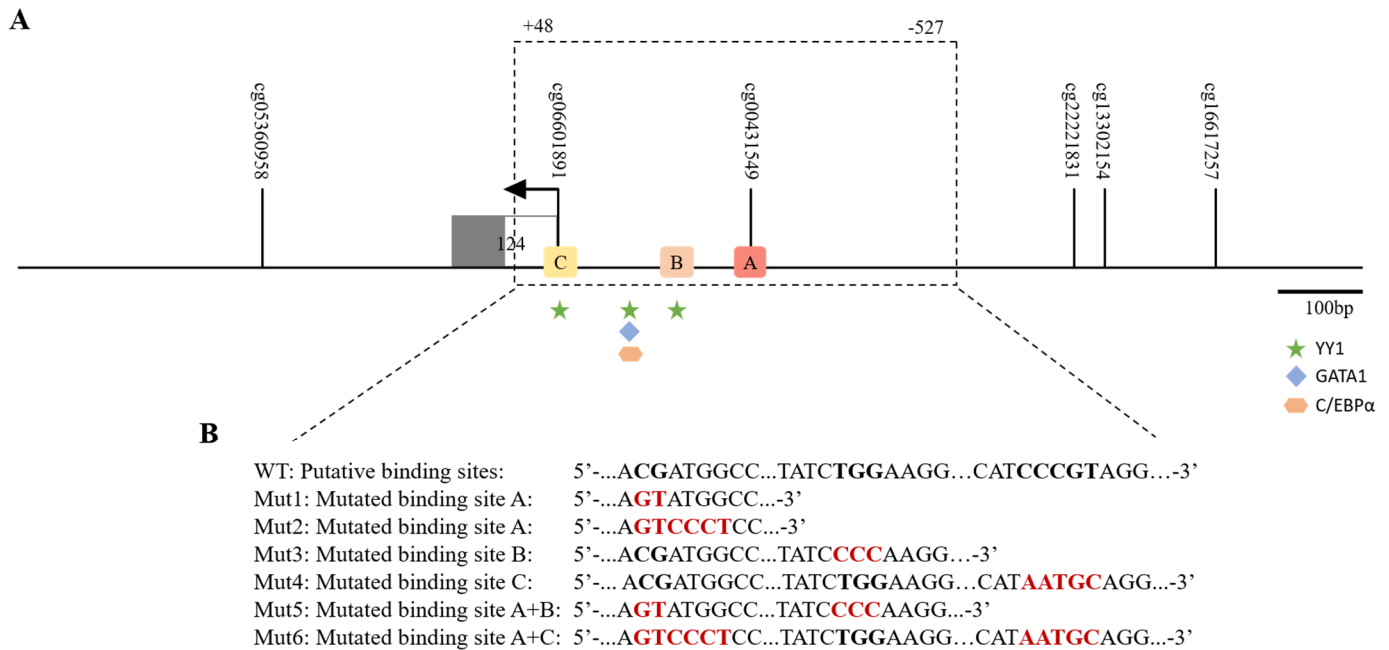 A
+48
-527
cg05360958
cg06601891
cg00431549
cg22221831
cg13302154
cg16617257
124
C
B
A
100bp
YY1
GATA1
C/EBPα
B
WT: Putative binding sites: 5’-...ACGATGGCC...TATCTGGAAGG…CATCCCGTAGG…-3’
Mut1: Mutated binding site A: 5’-...AGTATGGCC...-3’
Mut2: Mutated binding site A: 5’-...AGTCCCTCC...-3’
Mut3: Mutated binding site B: 5’-...ACGATGGCC...TATCCCCAAGG…-3’
Mut4: Mutated binding site C: 5’-... ACGATGGCC...TATCTGGAAGG…CATAATGCAGG...-3’
Mut5: Mutated binding site A+B: 5’-...AGTATGGCC...TATCCCCAAGG...-3’
Mut6: Mutated binding site A+C: 5’-...AGTCCCTCC...TATCTGGAAGG…CATAATGCAGG...-3’